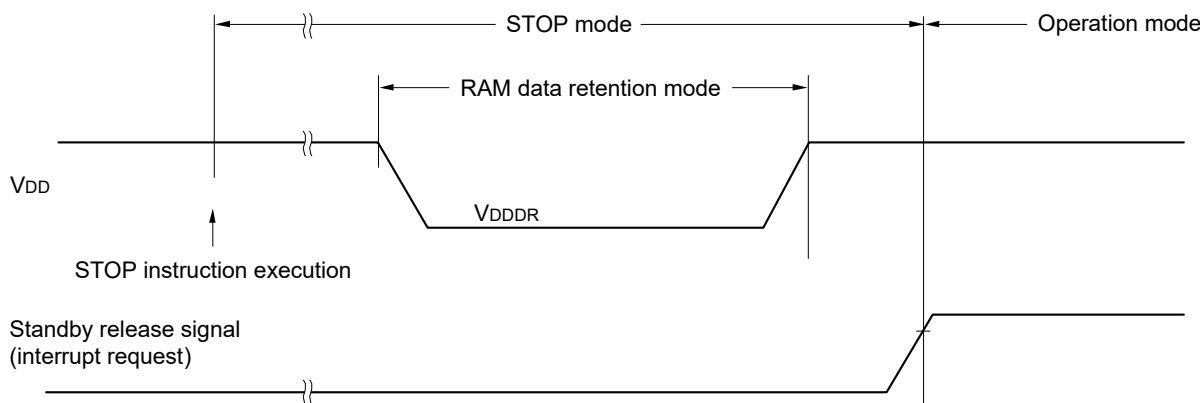 STOP mode
Operation mode
RAM data retention mode
VDD
VDDDR
STOP instruction execution
Standby release signal
(interrupt request)